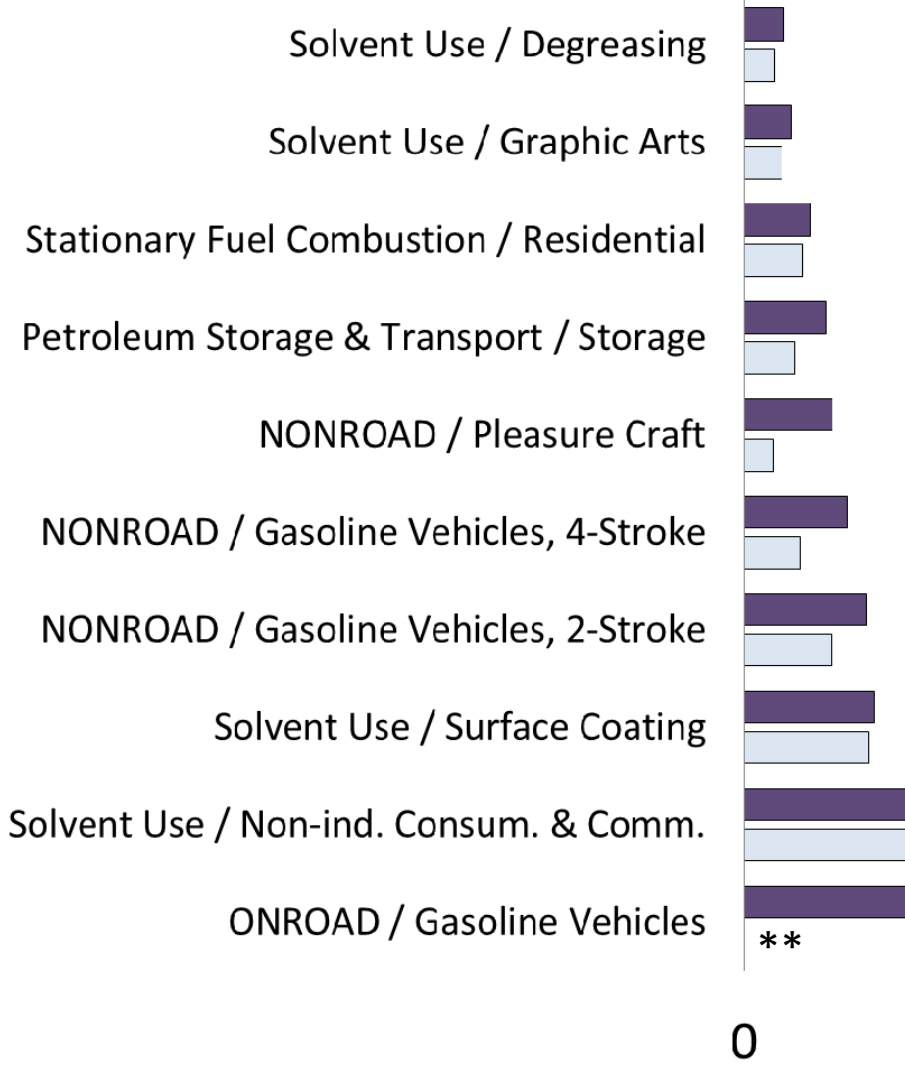 Solvent Use / Degreasing
Solvent Use / Graphic Arts
Stationary Fuel Combustion / Residential
Petroleum Storage & Transport / Storage
NONROAD / Pleasure Craft
NONROAD / Gasoline Vehicles, 4-Stroke
NONROAD / Gasoline Vehicles, 2-Stroke
Solvent Use / Surface Coating
Solvent Use / Non-ind. Consum. & Comm.
ONROAD / Gasoline Vehicles
**
0